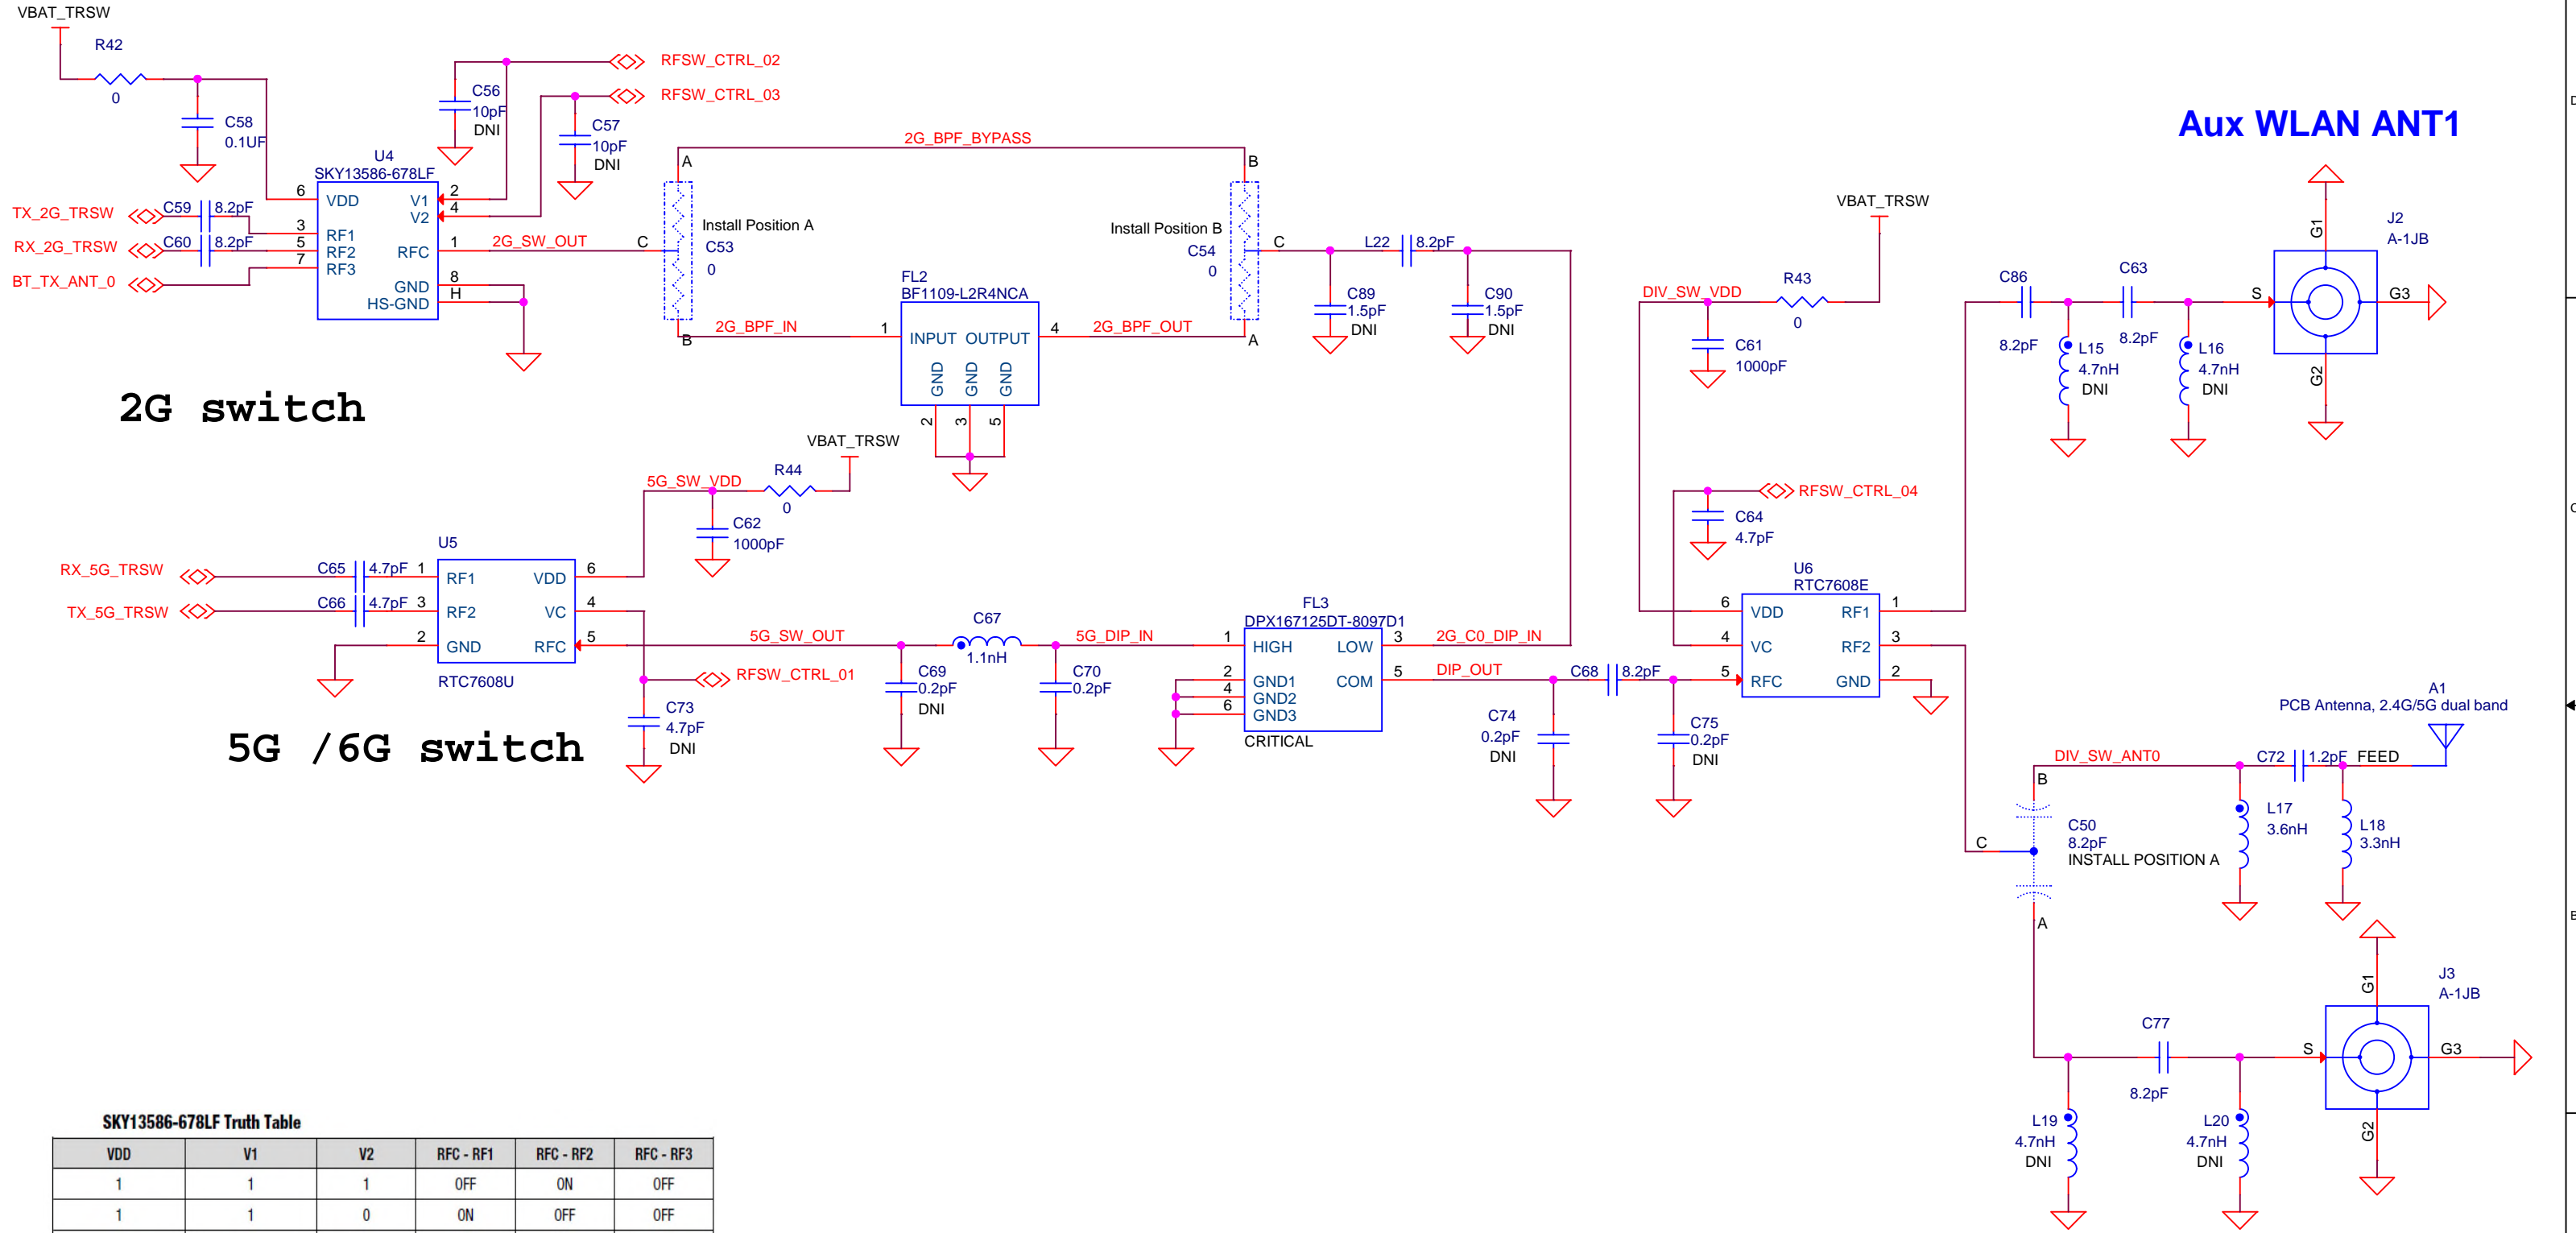 VBAT_TRSW
R42
0
C58
0.1UF
C56
10pF
DNI
RFSW_CTRL_02
RFSW_CTRL_03
C57
10pF
DNI
U4
SKY13586-678LF
TX_2G_TRSW
C59
8.2pF
RX_2G_TRSW
C60
8.2pF
BT_TX_ANT_0
6
3
5
7
VDD
RF1
RF2
RF3
V1
V2
RFC
GND
HS-GND
2
4
1
8
H
2G_SW_OUT
C
A
B
Install Position A
C53
0
2G_BPF_BYPASS
2G_BPF_IN
FL2
BF1109-L2R4NCA
1
INPUT OUTPUT
4
GND
GND
GND
2
3
5
2G_BPF_OUT
B
A
Install Position B
C54
0
C
C89
1.5pF
DNI
L22
8.2pF
C90
1.5pF
DNI
2G switch
VBAT_TRSW
5G_SW_VDD
R44
0
C62
1000pF
U5
RX_5G_TRSW
C65
4.7pF
1
TX_5G_TRSW
C66
4.7pF
3
2
RF1
RF2
GND
VDD
VC
RFC
6
4
5
RTC7608U
RFSW_CTRL_01
C73
4.7pF
DNI
5G /6G switch
5G_SW_OUT
C69
0.2pF
DNI
C67
1.1nH
C70
0.2pF
5G_DIP_IN
FL3
DPX167125DT-8097D1
1
2
4
6
HIGH
GND1
GND2
GND3
LOW
COM
3
5
CRITICAL
2G_C0_DIP_IN
DIP_OUT
C74
0.2pF
DNI
C68
8.2pF
C75
0.2pF
DNI
VBAT_TRSW
DIV_SW_VDD
R43
0
C61
1000pF
RFSW_CTRL_04
C64
4.7pF
U6
RTC7608E
6
4
5
VDD
VC
RFC
RF1
RF2
GND
1
3
2
Aux WLAN ANT1
C86
8.2pF
C63
8.2pF
L15
4.7nH
DNI
L16
4.7nH
DNI
J2
A-1JB
G1
S
G3
G2
A1
PCB Antenna, 2.4G/5G dual band
DIV_SW_ANT0
C72
1.2pF
FEED
L17
3.6nH
L18
3.3nH
B
C
A
C50
8.2pF
INSTALL POSITION A
J3
A-1JB
G1
S
G3
G2
C77
8.2pF
L19
4.7nH
DNI
L20
4.7nH
DNI
D
C
B
SKY13586-678LF Truth Table
VDD V1 V2 RFC - RF1 RFC - RF2 RFC - RF3
1 1 1 OFF ON OFF
1 1 0 ON OFF OFF